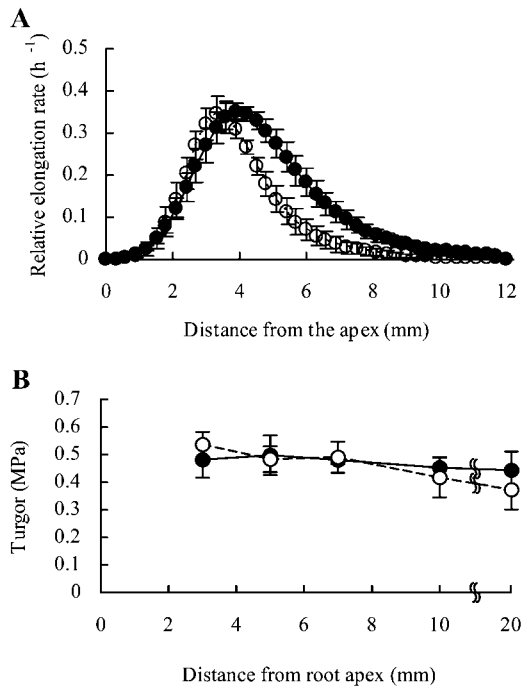 A
Relative elongation rate (h⁻¹)
0.5
0.4
0.3
0.2
0.1
0
0 2 4 6 8 10 12
Distance from the apex (mm)
B
Turgor (MPa)
0.7
0.6
0.5
0.4
0.3
0.2
0.1
0
0 2 4 6 8 10 20
Distance from root apex (mm)